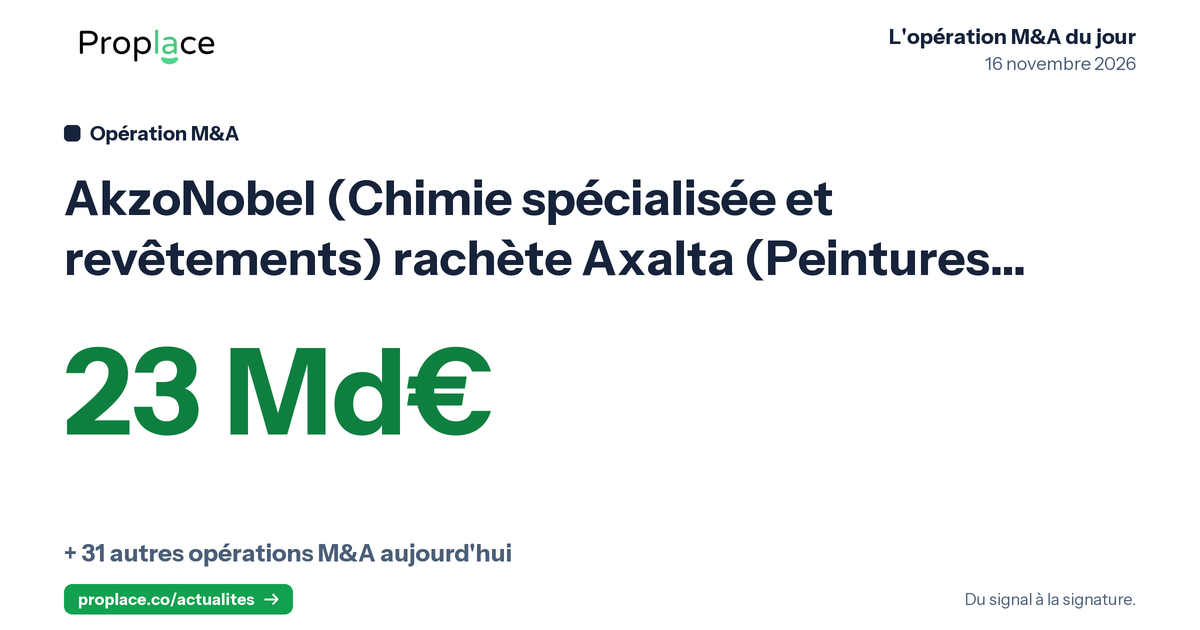 Proplace
L'opération M&A du jour
16 novembre 2026
Opération M&A
AkzoNobel (Chimie spécialisée et
revêtements) rachète Axalta (Peintures...
23 Md€
+ 31 autres opérations M&A aujourd'hui
proplace.co/actualites →
Du signal à la signature.